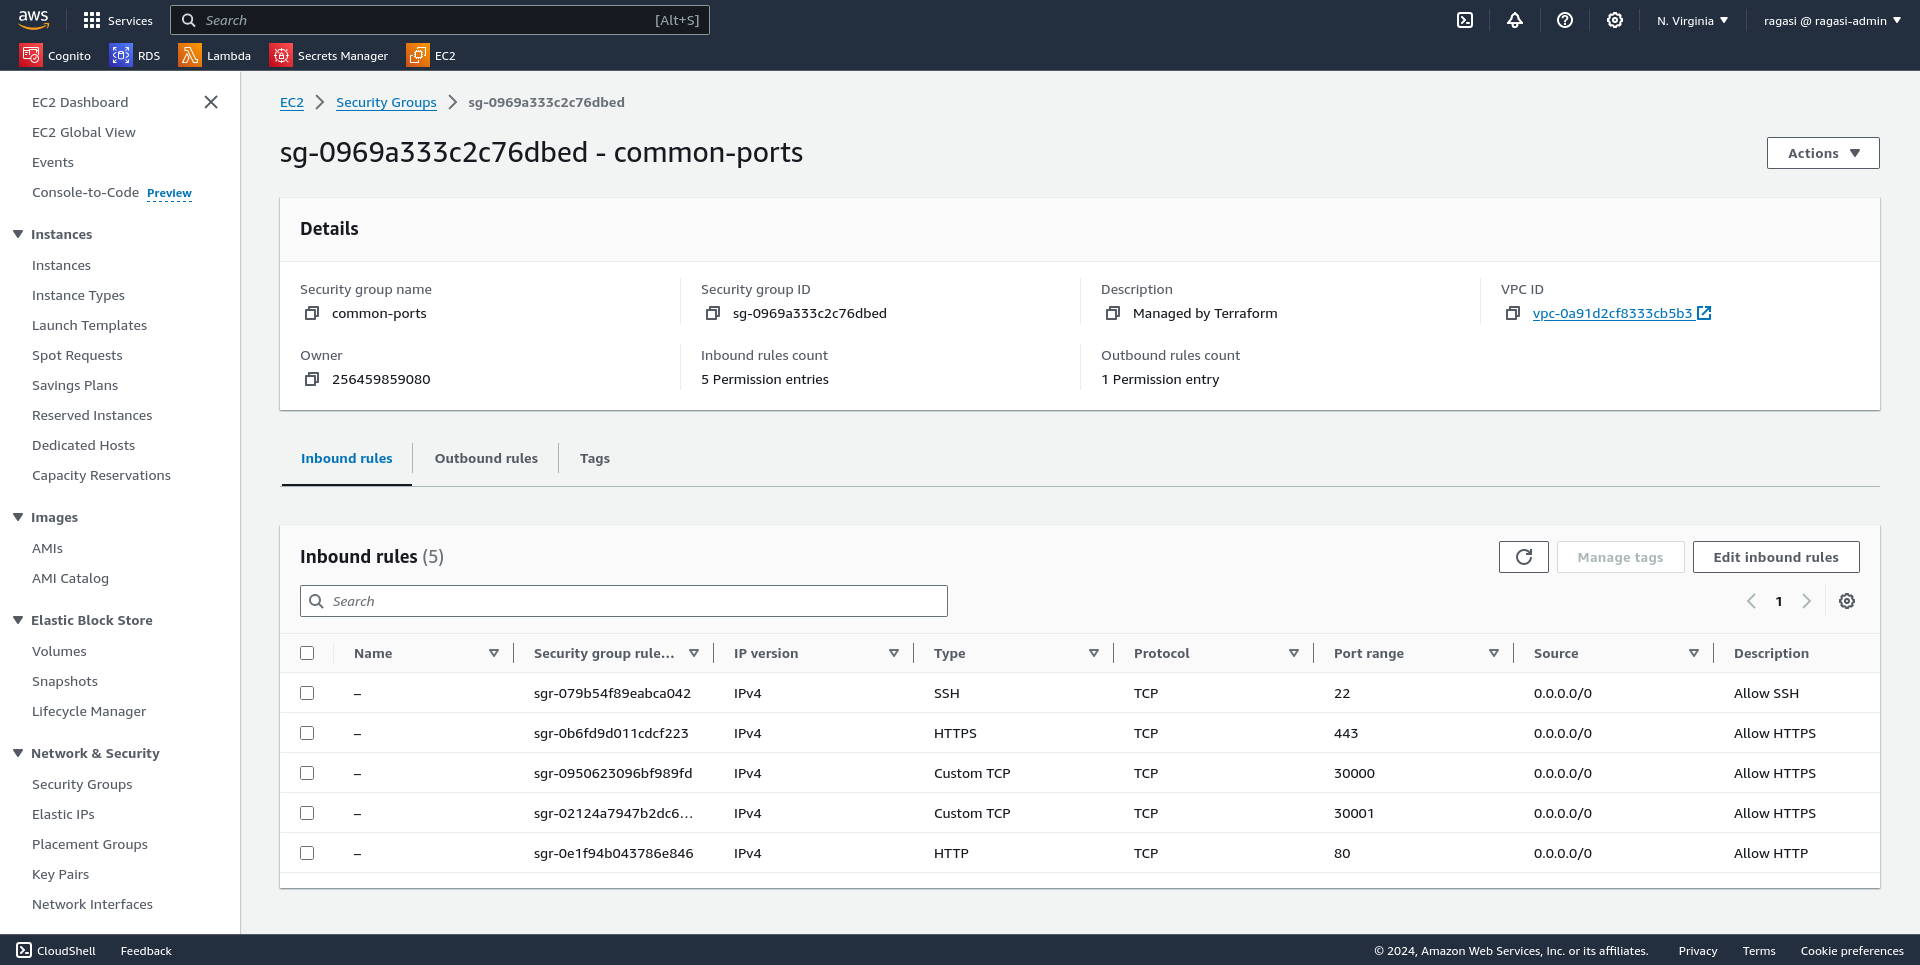 aws Services Search [Alt+S] N. Virginia ragasi @ ragasi-admin
Cognito RDS Lambda Secrets Manager EC2
EC2 Dashboard
EC2 Global View
Events
Console-to-Code Preview
Instances
Instances
Instance Types
Launch Templates
Spot Requests
Savings Plans
Reserved Instances
Dedicated Hosts
Capacity Reservations
Images
AMIs
AMI Catalog
Elastic Block Store
Volumes
Snapshots
Lifecycle Manager
Network & Security
Security Groups
Elastic IPs
Placement Groups
Key Pairs
Network Interfaces
EC2 Security Groups sg-0969a333c2c76dbed
sg-0969a333c2c76dbed - common-ports
Actions
Details
Security group name Security group ID Description VPC ID
common-ports sg-0969a333c2c76dbed Managed by Terraform vpc-0a91d2cf8333cb5b3
Owner Inbound rules count Outbound rules count
256459859080 5 Permission entries 1 Permission entry
Inbound rules Outbound rules Tags
Inbound rules (5) Manage tags Edit inbound rules
Search 1
Name Security group rule... IP version Type Protocol Port range Source Description
– sgr-079b54f89eabca042 IPv4 SSH TCP 22 0.0.0.0/0 Allow SSH
– sgr-0b6fd9d011cdcf223 IPv4 HTTPS TCP 443 0.0.0.0/0 Allow HTTPS
– sgr-0950623096bf989fd IPv4 Custom TCP TCP 30000 0.0.0.0/0 Allow HTTPS
– sgr-02124a7947b2dc6... IPv4 Custom TCP TCP 30001 0.0.0.0/0 Allow HTTPS
– sgr-0e1f94b043786e846 IPv4 HTTP TCP 80 0.0.0.0/0 Allow HTTP
CloudShell Feedback © 2024, Amazon Web Services, Inc. or its affiliates. Privacy Terms Cookie preferences